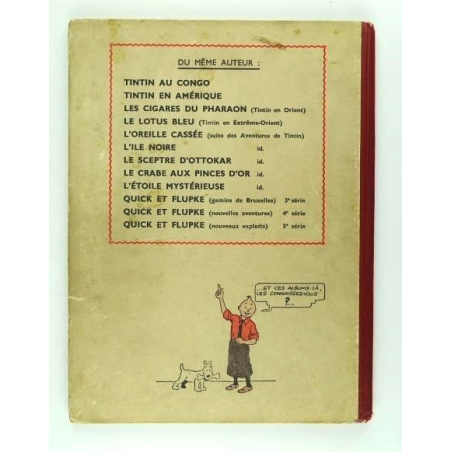 DU MÊME AUTEUR :
TINTIN AU CONGO
TINTIN EN AMÉRIQUE
LES CIGARES DU PHARAON (Tintin en Orient)
LE LOTUS BLEU (Tintin en Extrême-Orient)
L'OREILLE CASSÉE (suite des Aventures de Tintin)
L'ILE NOIRE id.
LE SCEPTRE D'OTTOKAR id.
LE CRABE AUX PINCES D'OR id.
L'ÉTOILE MYSTÉRIEUSE id.
QUICK ET FLUPKE (gamins de Bruxelles) 3e série
QUICK ET FLUPKE (nouvelles aventures) 4e série
QUICK ET FLUPKE (nouveaux exploits) 5e série
...ET CES ALBUMS-LÀ,
LES CONNAISSEZ-VOUS
?...